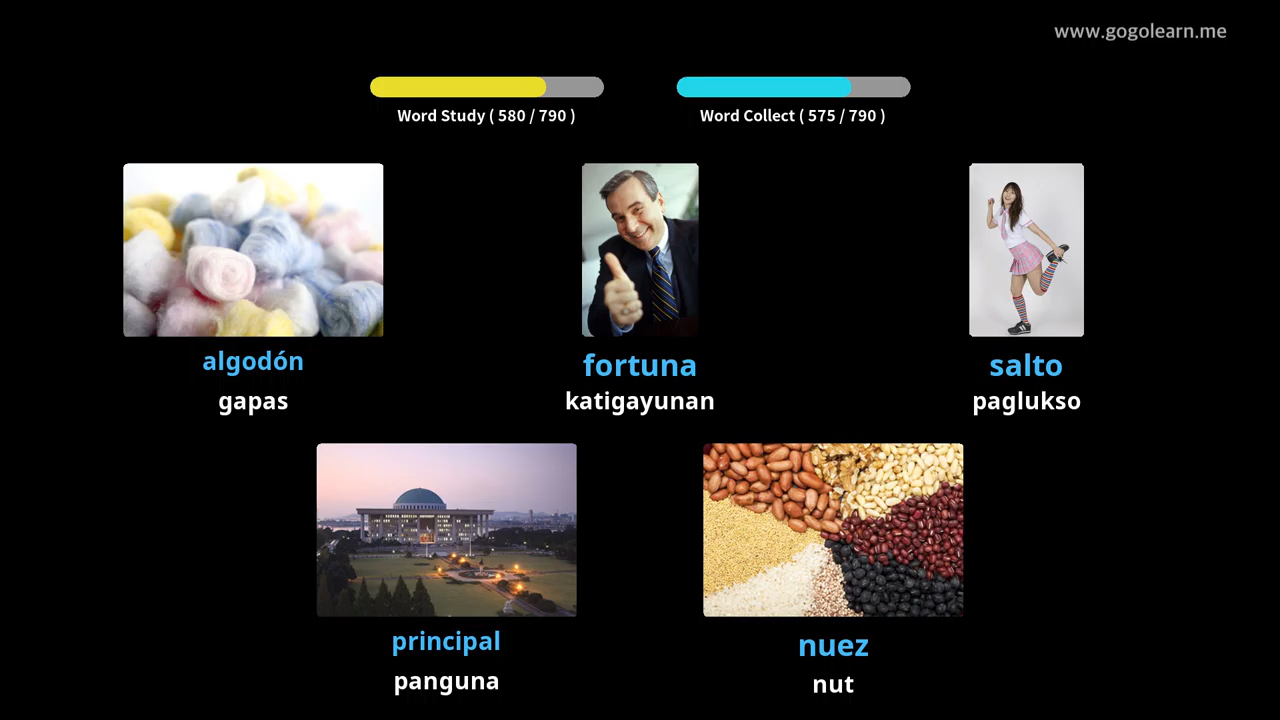 www.gogolearn.me
Word Study ( 580 / 790 )
Word Collect ( 575 / 790 )
algodón
gapas
fortuna
katigayunan
salto
paglukso
principal
panguna
nuez
nut